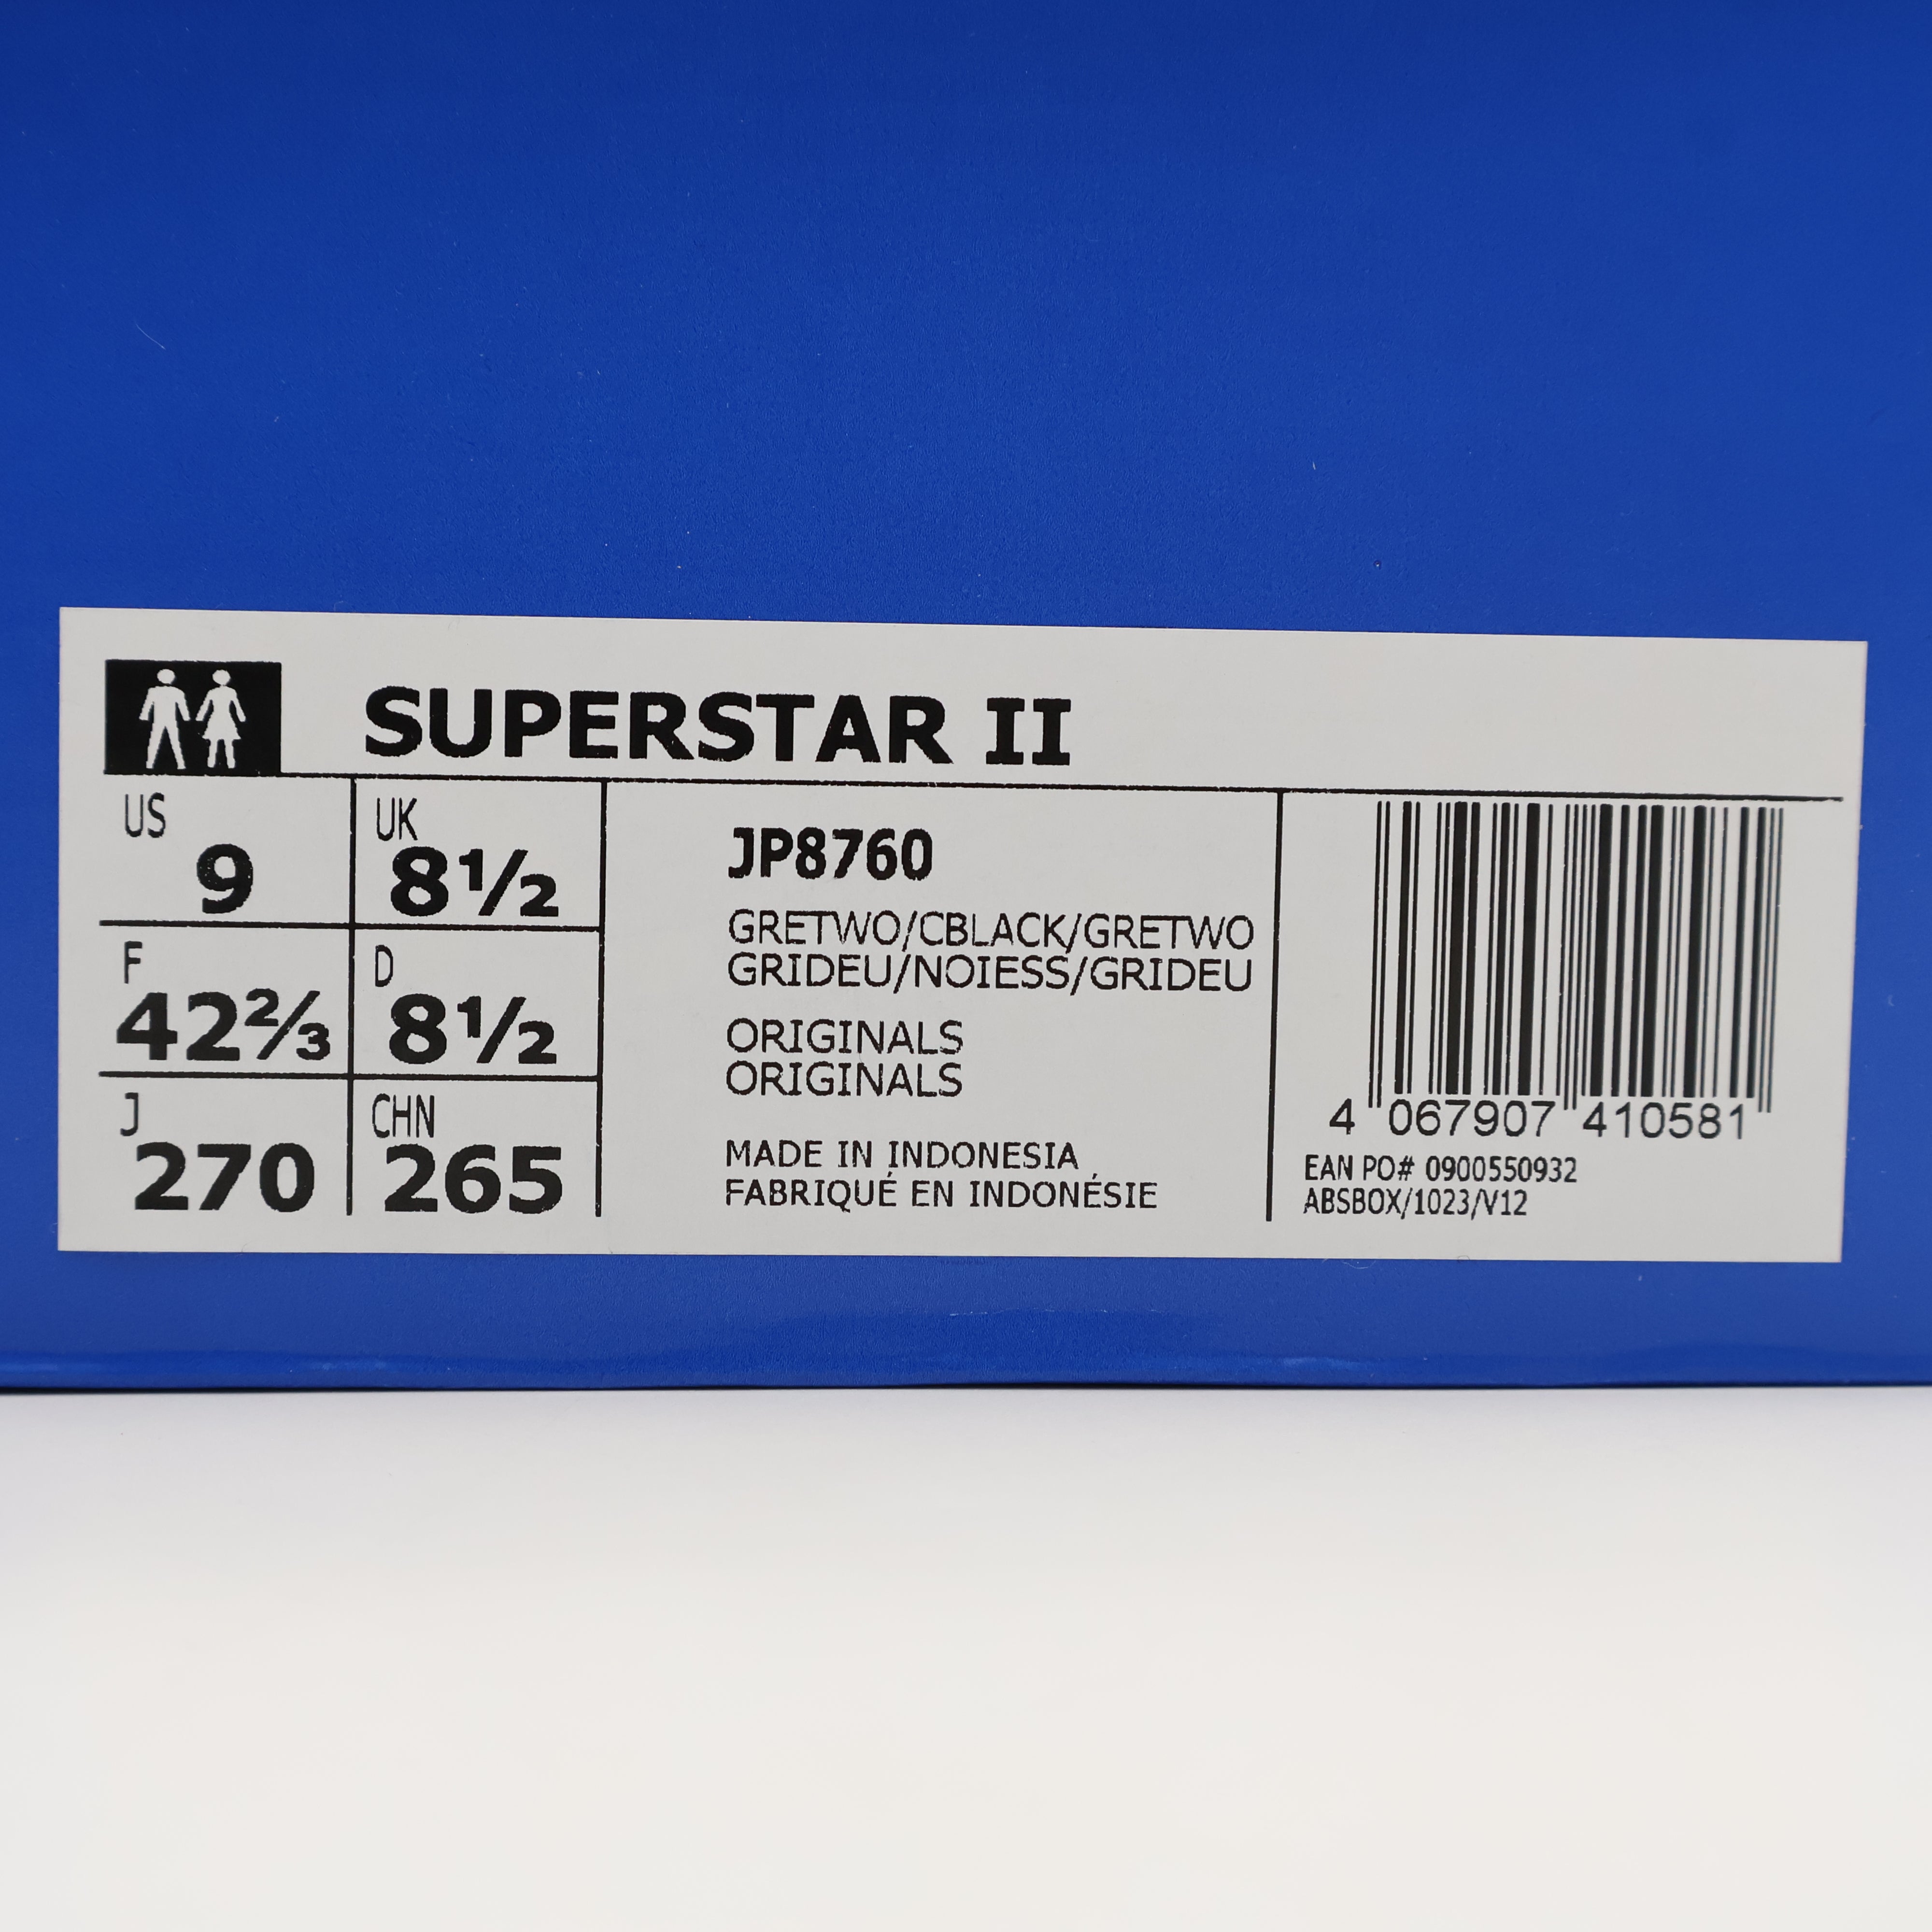 SUPERSTAR II
US
9
UK
8½
F
42⅔
D
8½
J
270
CHN
265
JP8760
GRETWO/CBLACK/GRETWO
GRIDEU/NOIESS/GRIDEU
ORIGINALS
ORIGINALS
MADE IN INDONESIA
FABRIQUÉ EN INDONÉSIE
4 067907 410581
EAN PO# 0900550932
ABSBOX/1023/V12